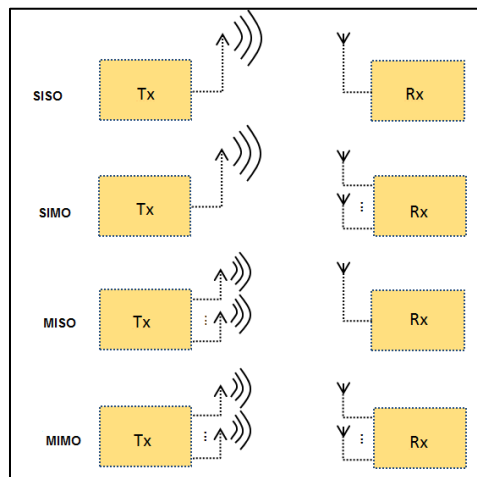 SISO Tx Rx
SIMO Tx ⋮ Rx
MISO ⋮ Tx Rx
MIMO Tx ⋮ ⋮ Rx